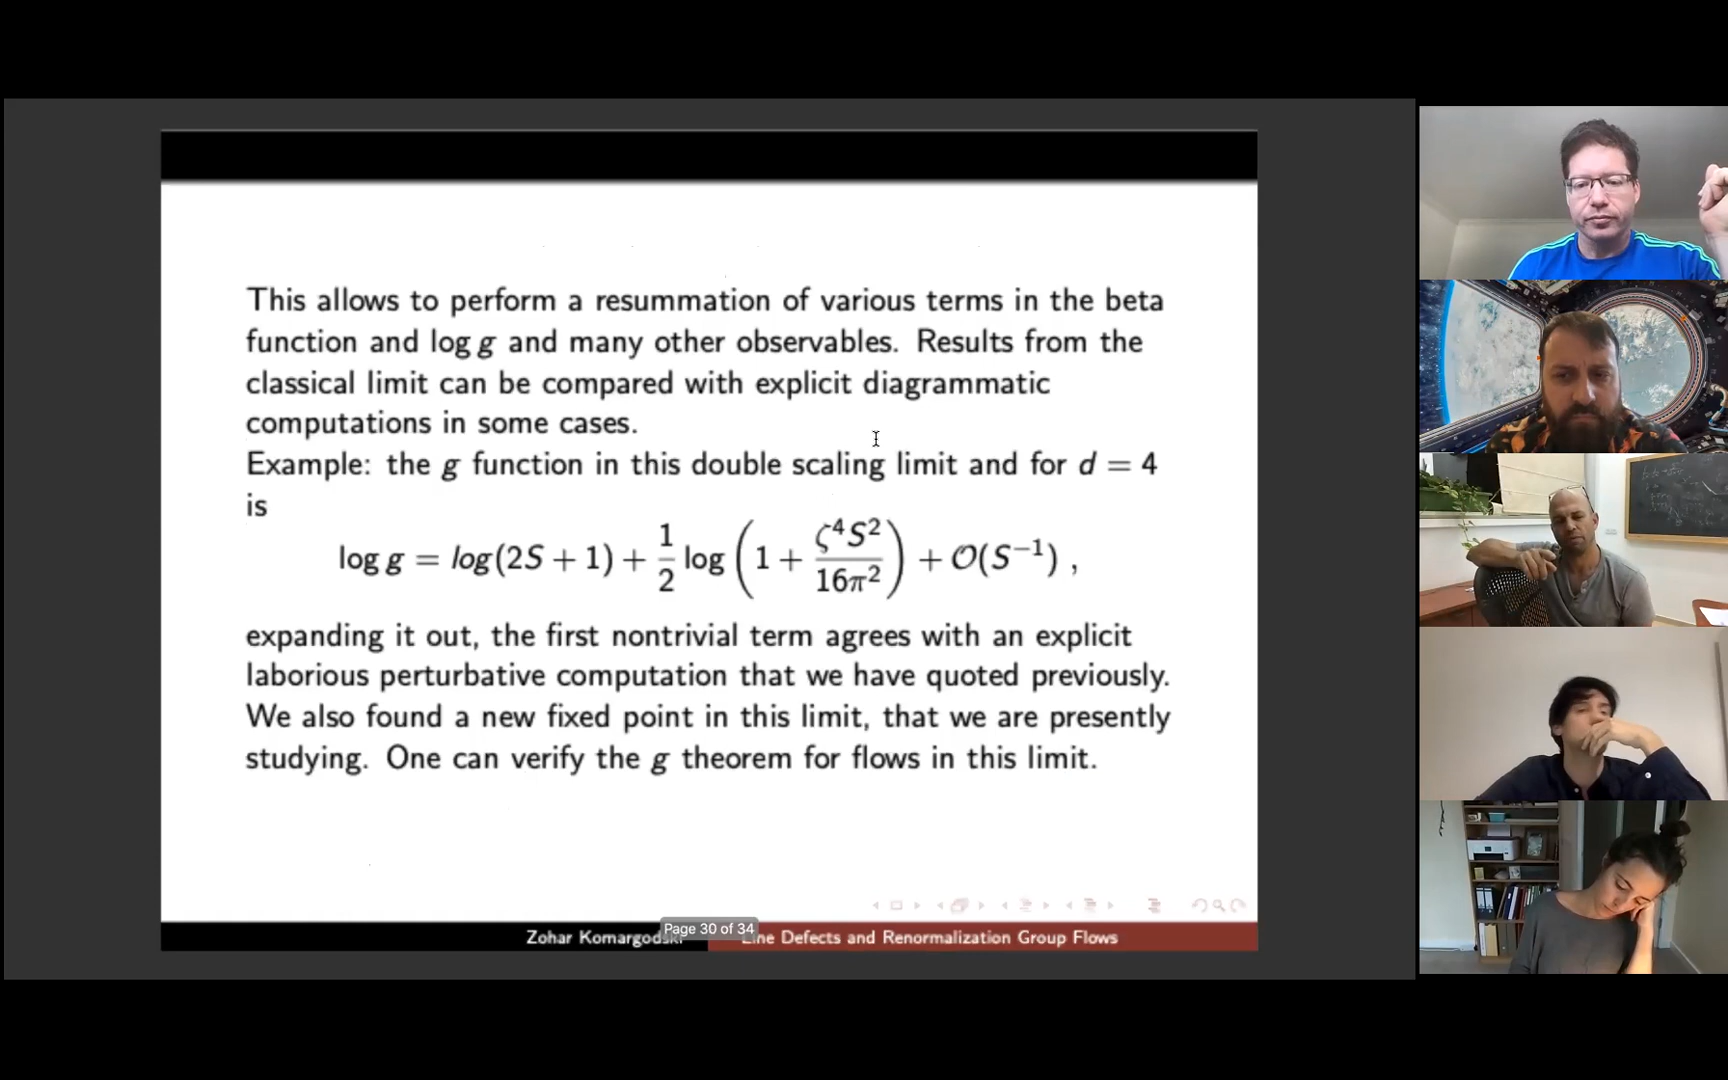 This allows to perform a resummation of various terms in the beta
function and log g and many other observables. Results from the
classical limit can be compared with explicit diagrammatic
computations in some cases.
Example: the g function in this double scaling limit and for d = 4
is
log g = log(2S + 1) + 1/2 log (1 + ζ⁴S²/16π²) + O(S⁻¹) ,
expanding it out, the first nontrivial term agrees with an explicit
laborious perturbative computation that we have quoted previously.
We also found a new fixed point in this limit, that we are presently
studying. One can verify the g theorem for flows in this limit.
Page 30 of 34
Zohar Komargodski Line Defects and Renormalization Group Flows